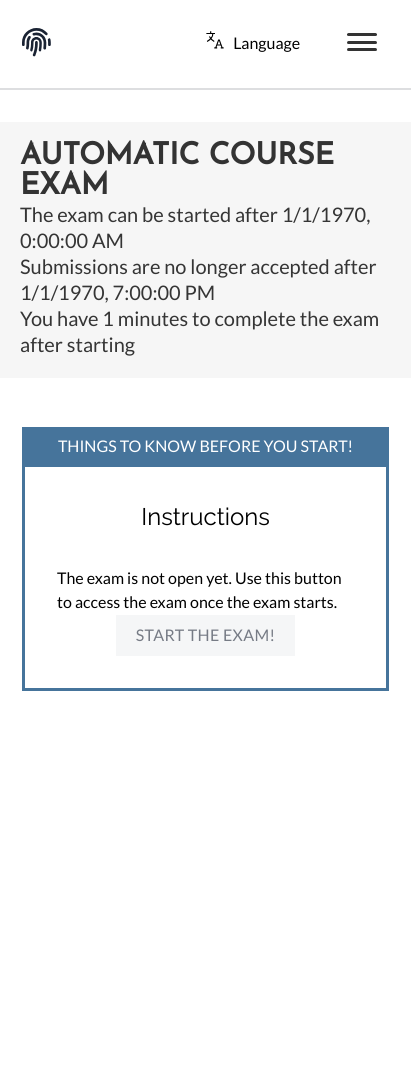 Language
AUTOMATIC COURSE
EXAM
The exam can be started after 1/1/1970,
0:00:00 AM
Submissions are no longer accepted after
1/1/1970, 7:00:00 PM
You have 1 minutes to complete the exam
after starting
THINGS TO KNOW BEFORE YOU START!
Instructions
The exam is not open yet. Use this button
to access the exam once the exam starts.
START THE EXAM!